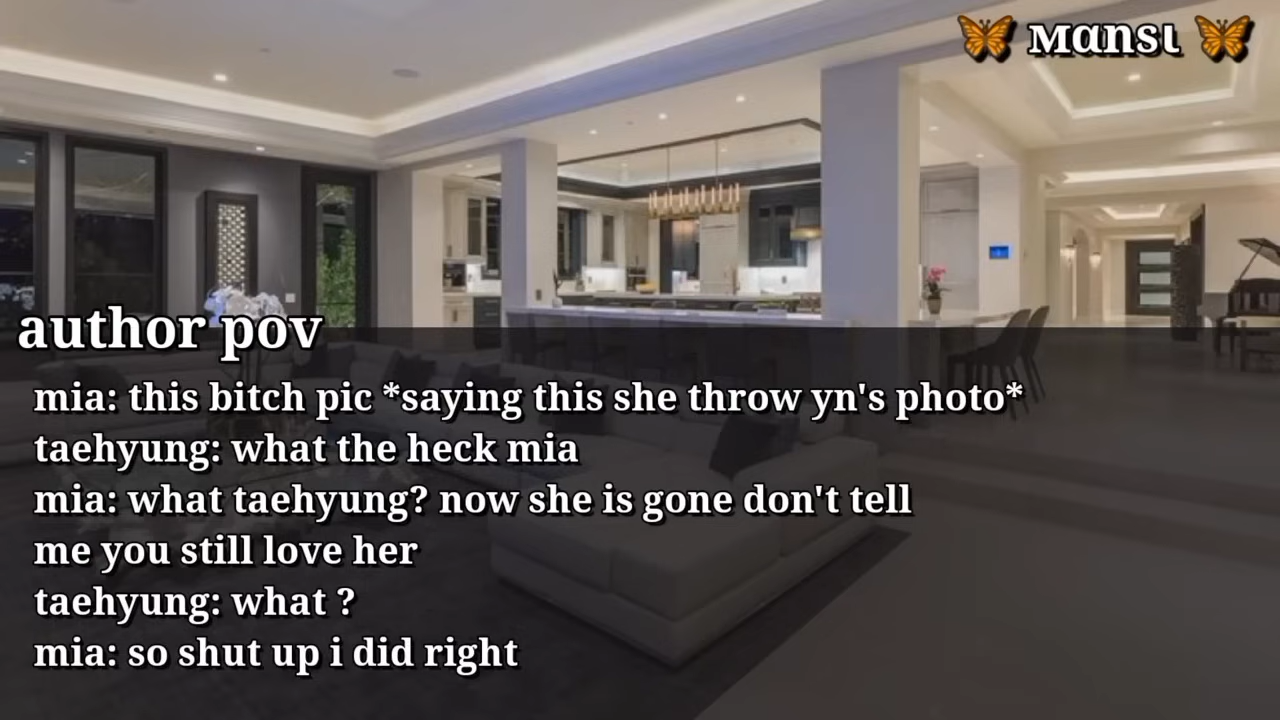 🦋 мɑnsɩ 🦋
author pov
mia: this bitch pic *saying this she throw yn's photo*
taehyung: what the heck mia
mia: what taehyung? now she is gone don't tell
me you still love her
taehyung: what ?
mia: so shut up i did right